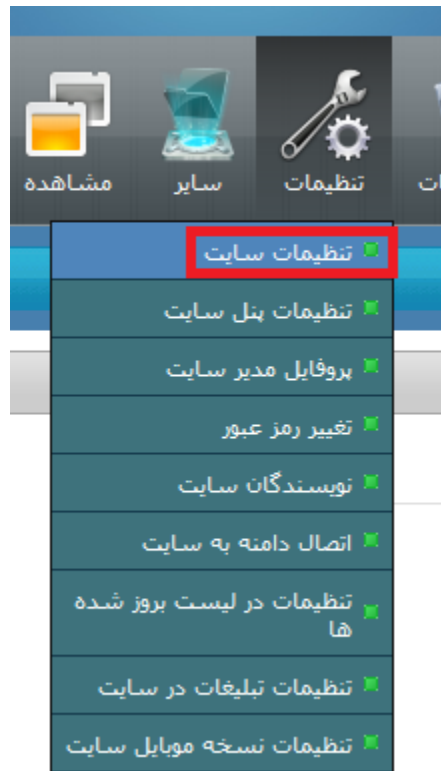 تنظیمات
سایر
مشاهده
تنظیمات سایت
تنظیمات پنل سایت
پروفایل مدیر سایت
تغییر رمز عبور
نویسندگان سایت
اتصال دامنه به سایت
تنظیمات در لیست بروز شده
ها
تنظیمات تبلیغات در سایت
تنظیمات نسخه موبایل سایت